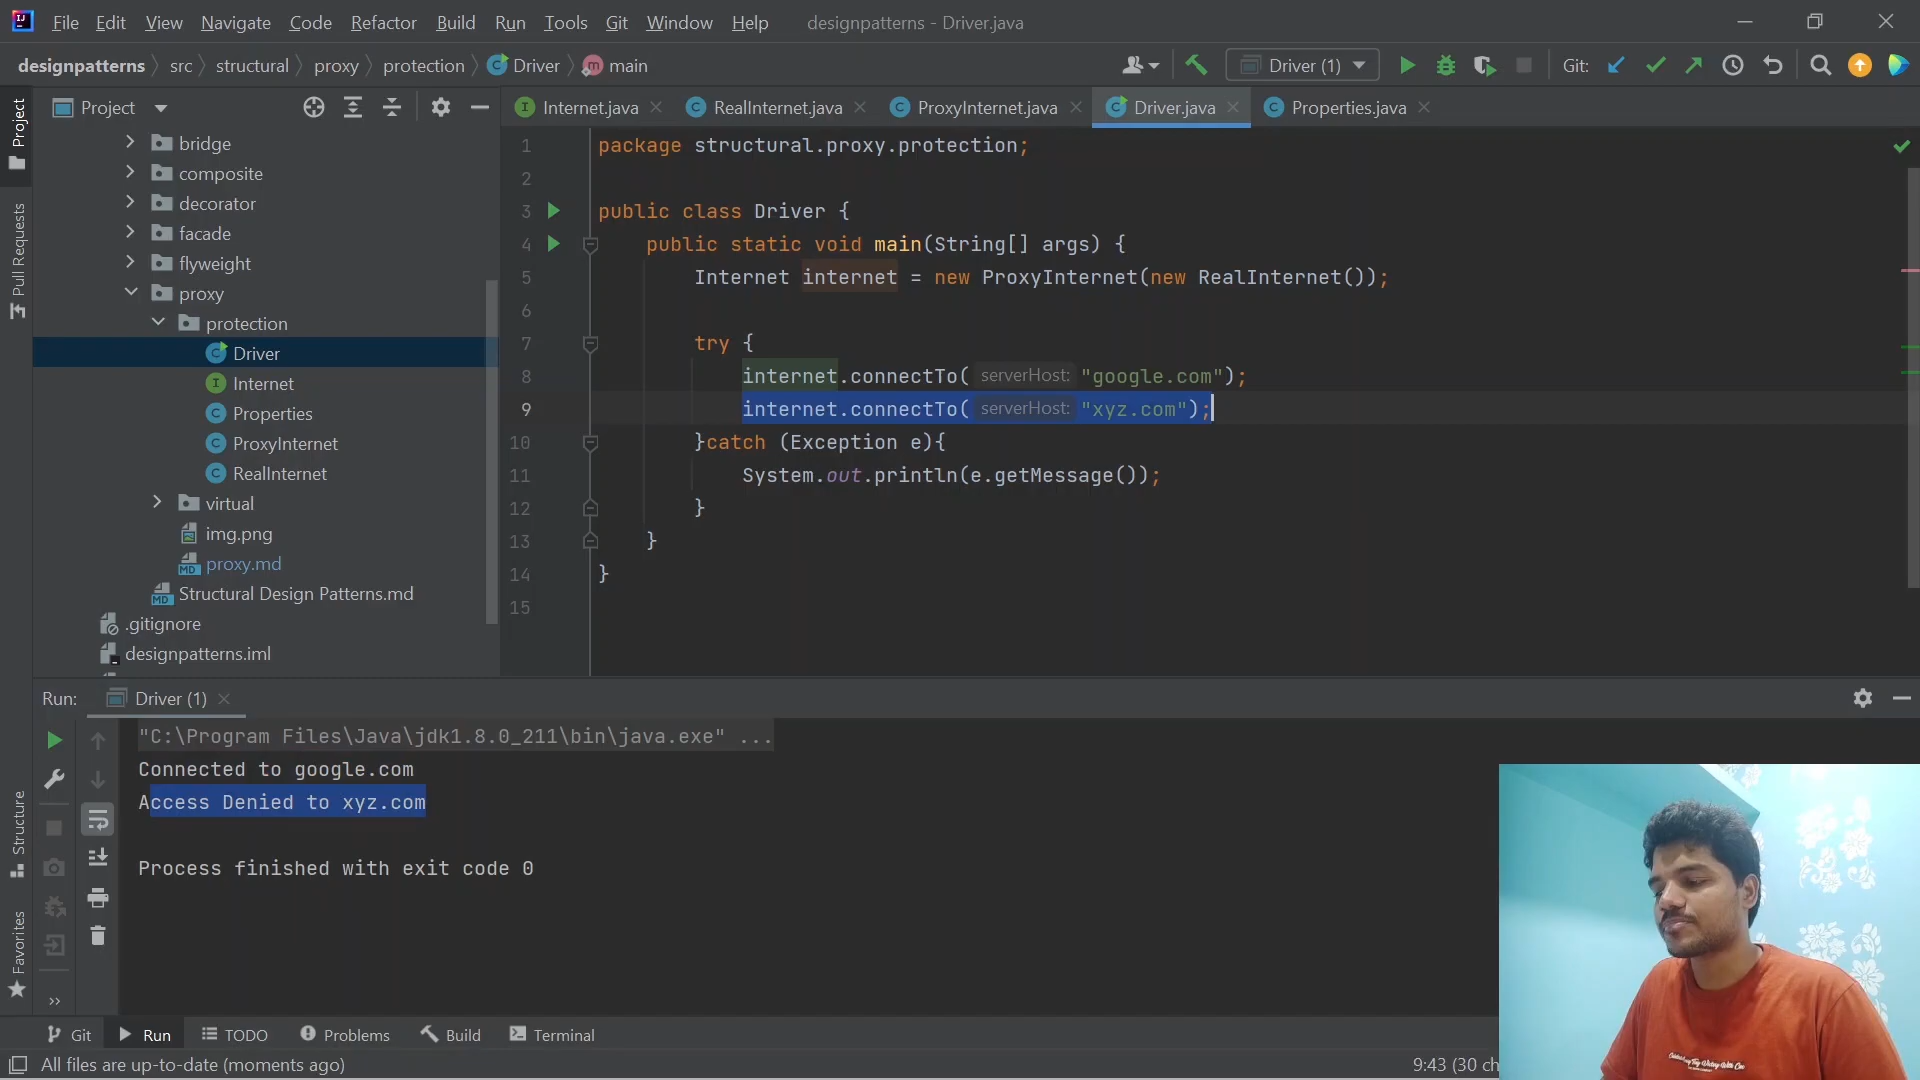 File Edit View Navigate Code Refactor Build Run Tools Git Window Help designpatterns - Driver.java
designpatterns src structural proxy protection Driver main
Driver (1) Git:
Project
Internet.java RealInternet.java ProxyInternet.java Driver.java Properties.java
Project
Pull Requests
Structure
Favorites
bridge
composite
decorator
facade
flyweight
proxy
protection
Driver
Internet
Properties
ProxyInternet
RealInternet
virtual
img.png
proxy.md
Structural Design Patterns.md
.gitignore
designpatterns.iml
1 package structural.proxy.protection;
2
3 public class Driver {
4 public static void main(String[] args) {
5 Internet internet = new ProxyInternet(new RealInternet());
6
7 try {
8 internet.connectTo( serverHost: "google.com");
9 internet.connectTo( serverHost: "xyz.com");
10 }catch (Exception e){
11 System.out.println(e.getMessage());
12 }
13 }
14 }
15
Run: Driver (1)
"C:\Program Files\Java\jdk1.8.0_211\bin\java.exe" ...
Connected to google.com
Access Denied to xyz.com
Process finished with exit code 0
Git Run TODO Problems Build Terminal
All files are up-to-date (moments ago)
9:43 (30 ch